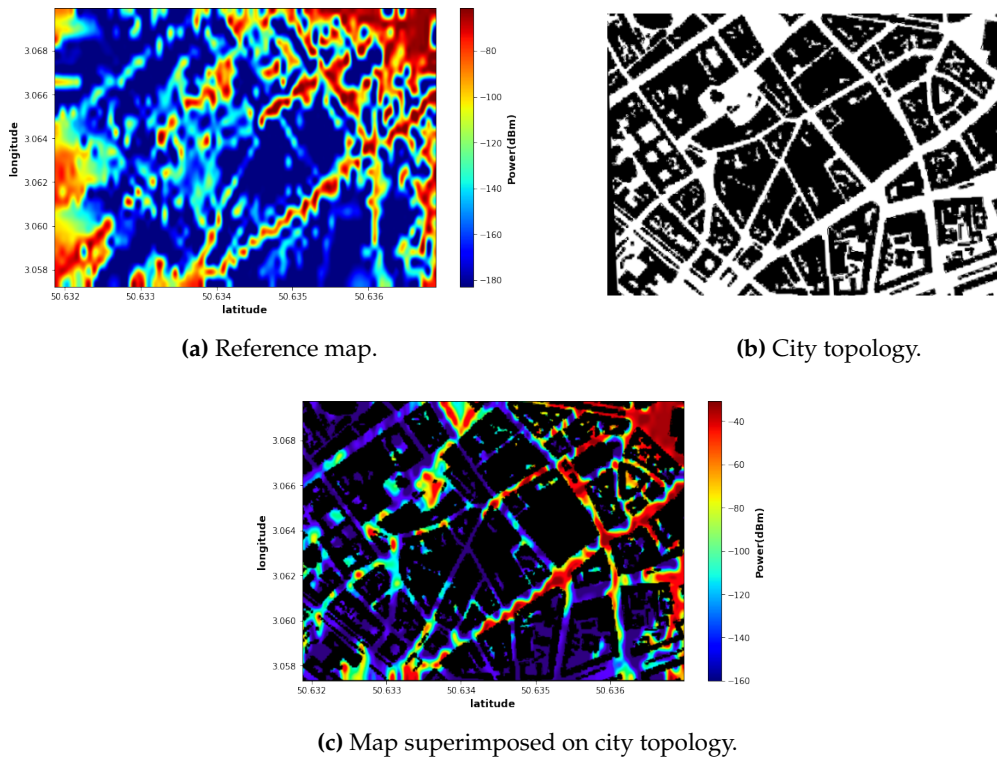 3.068
3.066
3.064
3.062
3.060
3.058
longitude
50.632 50.633 50.634 50.635 50.636
latitude
−80
−100
−120
−140
−160
−180
Power(dBm)
(a) Reference map.
(b) City topology.
3.068
3.066
3.064
3.062
3.060
3.058
longitude
50.632 50.633 50.634 50.635 50.636
latitude
−40
−60
−80
−100
−120
−140
−160
Power(dBm)
(c) Map superimposed on city topology.